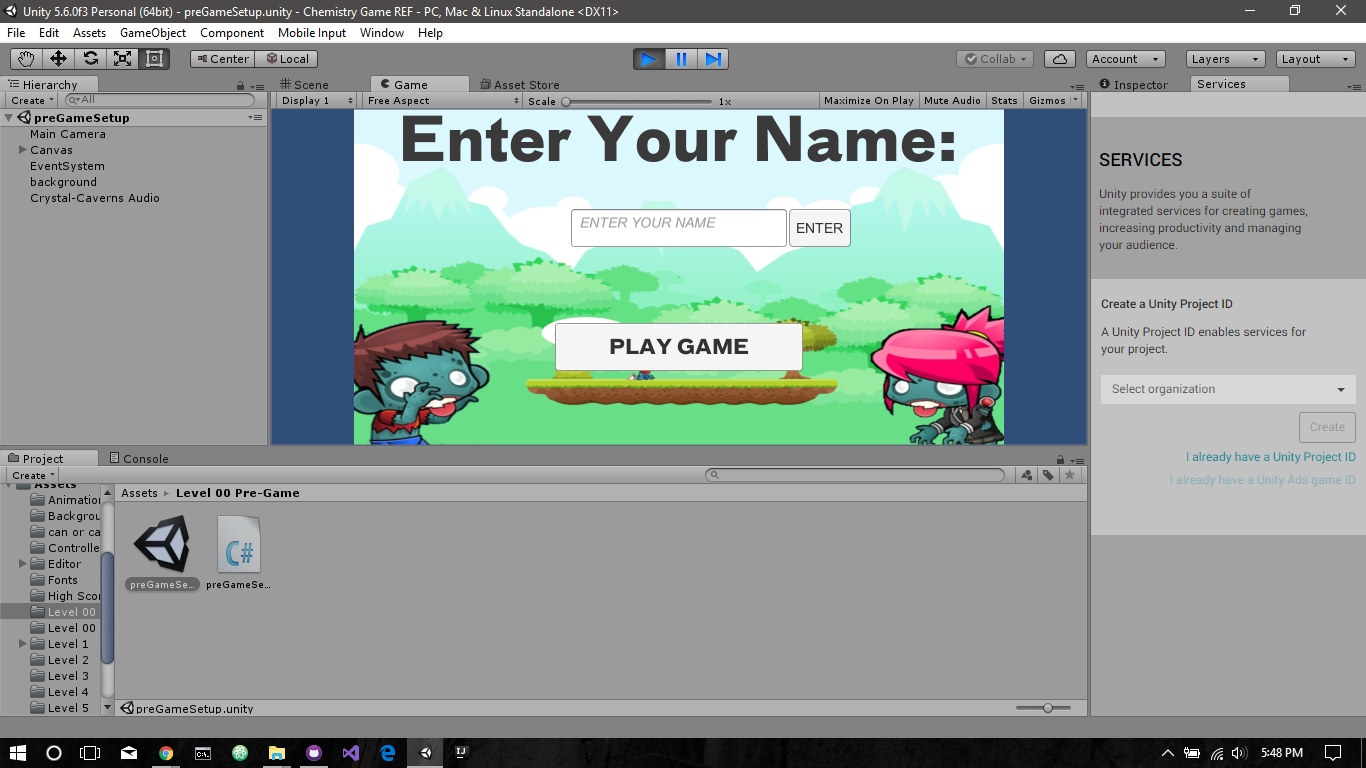 Unity 5.6.0f3 Personal (64bit) - preGameSetup.unity - Chemistry Game REF - PC, Mac & Linux Standalone <DX11>
File Edit Assets GameObject Component Mobile Input Window Help
Center Local Collab Account Layers Layout
Hierarchy
Create All
preGameSetup
Main Camera
Canvas
EventSystem
background
Crystal-Caverns Audio
Scene Game Asset Store
Display 1 Free Aspect Scale 1x Maximize On Play Mute Audio Stats Gizmos
Enter Your Name:
ENTER YOUR NAME ENTER
PLAY GAME
Inspector Services
SERVICES
Unity provides you a suite of
integrated services for creating games,
increasing productivity and managing
your audience.
Create a Unity Project ID
A Unity Project ID enables services for
your project.
Select organization
Create
I already have a Unity Project ID
I already have a Unity Ads game ID
Project Console
Create
Assets
Animation
Backgrou
can or ca
Controlle
Editor
Fonts
High Scor
Level 00
Level 00
Level 1
Level 2
Level 3
Level 4
Level 5
Assets Level 00 Pre-Game
preGameSe... preGameSe...
C#
preGameSetup.unity
5:48 PM